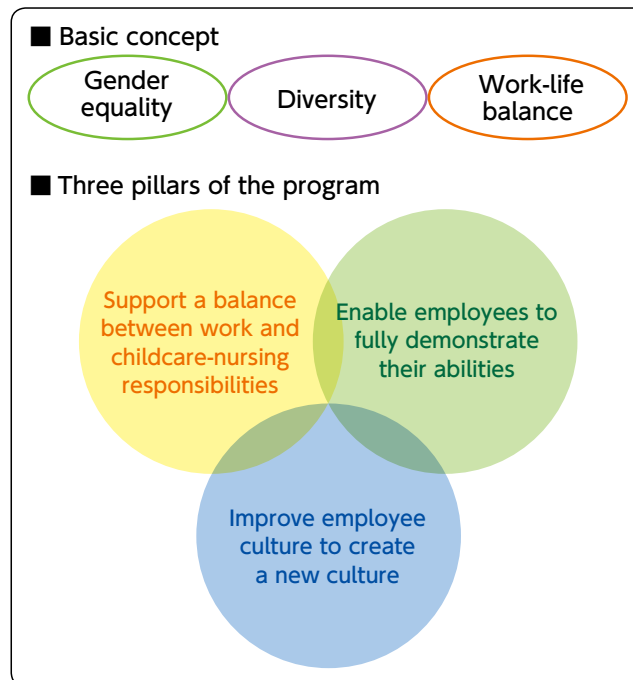 ■ Basic concept
Gender
equality
Diversity
Work-life
balance
■ Three pillars of the program
Support a balance
between work and
childcare-nursing
responsibilities
Enable employees to
fully demonstrate
their abilities
Improve employee
culture to create
a new culture